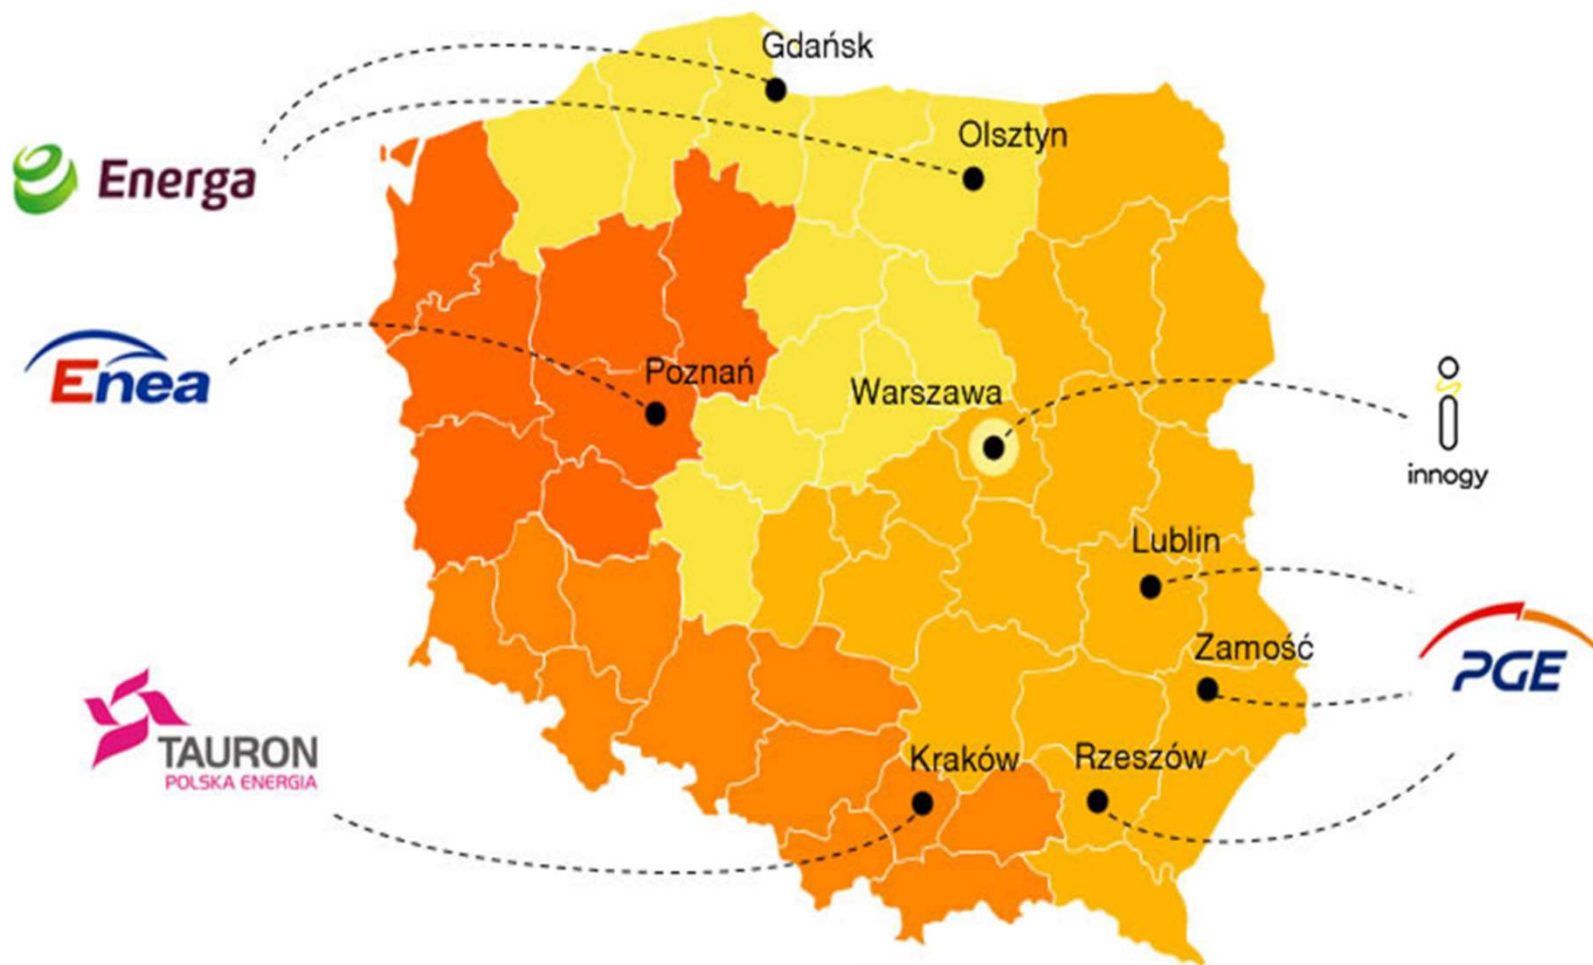 Gdańsk
Olsztyn
Energa
Enea
Poznań
Warszawa
innogy
Lublin
Zamość
PGE
TAURON
POLSKA ENERGIA
Kraków
Rzeszów